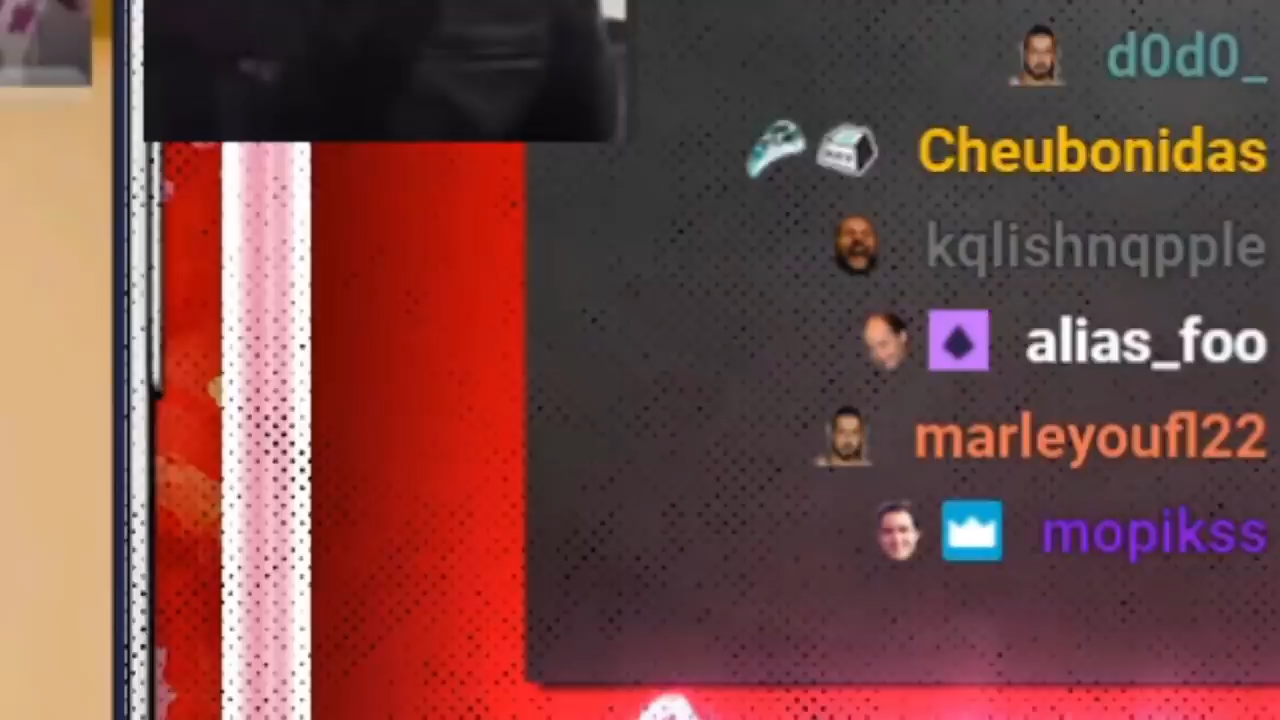 d0d0_
Cheubonidas
kqlishnqpple
alias_foo
marleyoufl22
mopikss